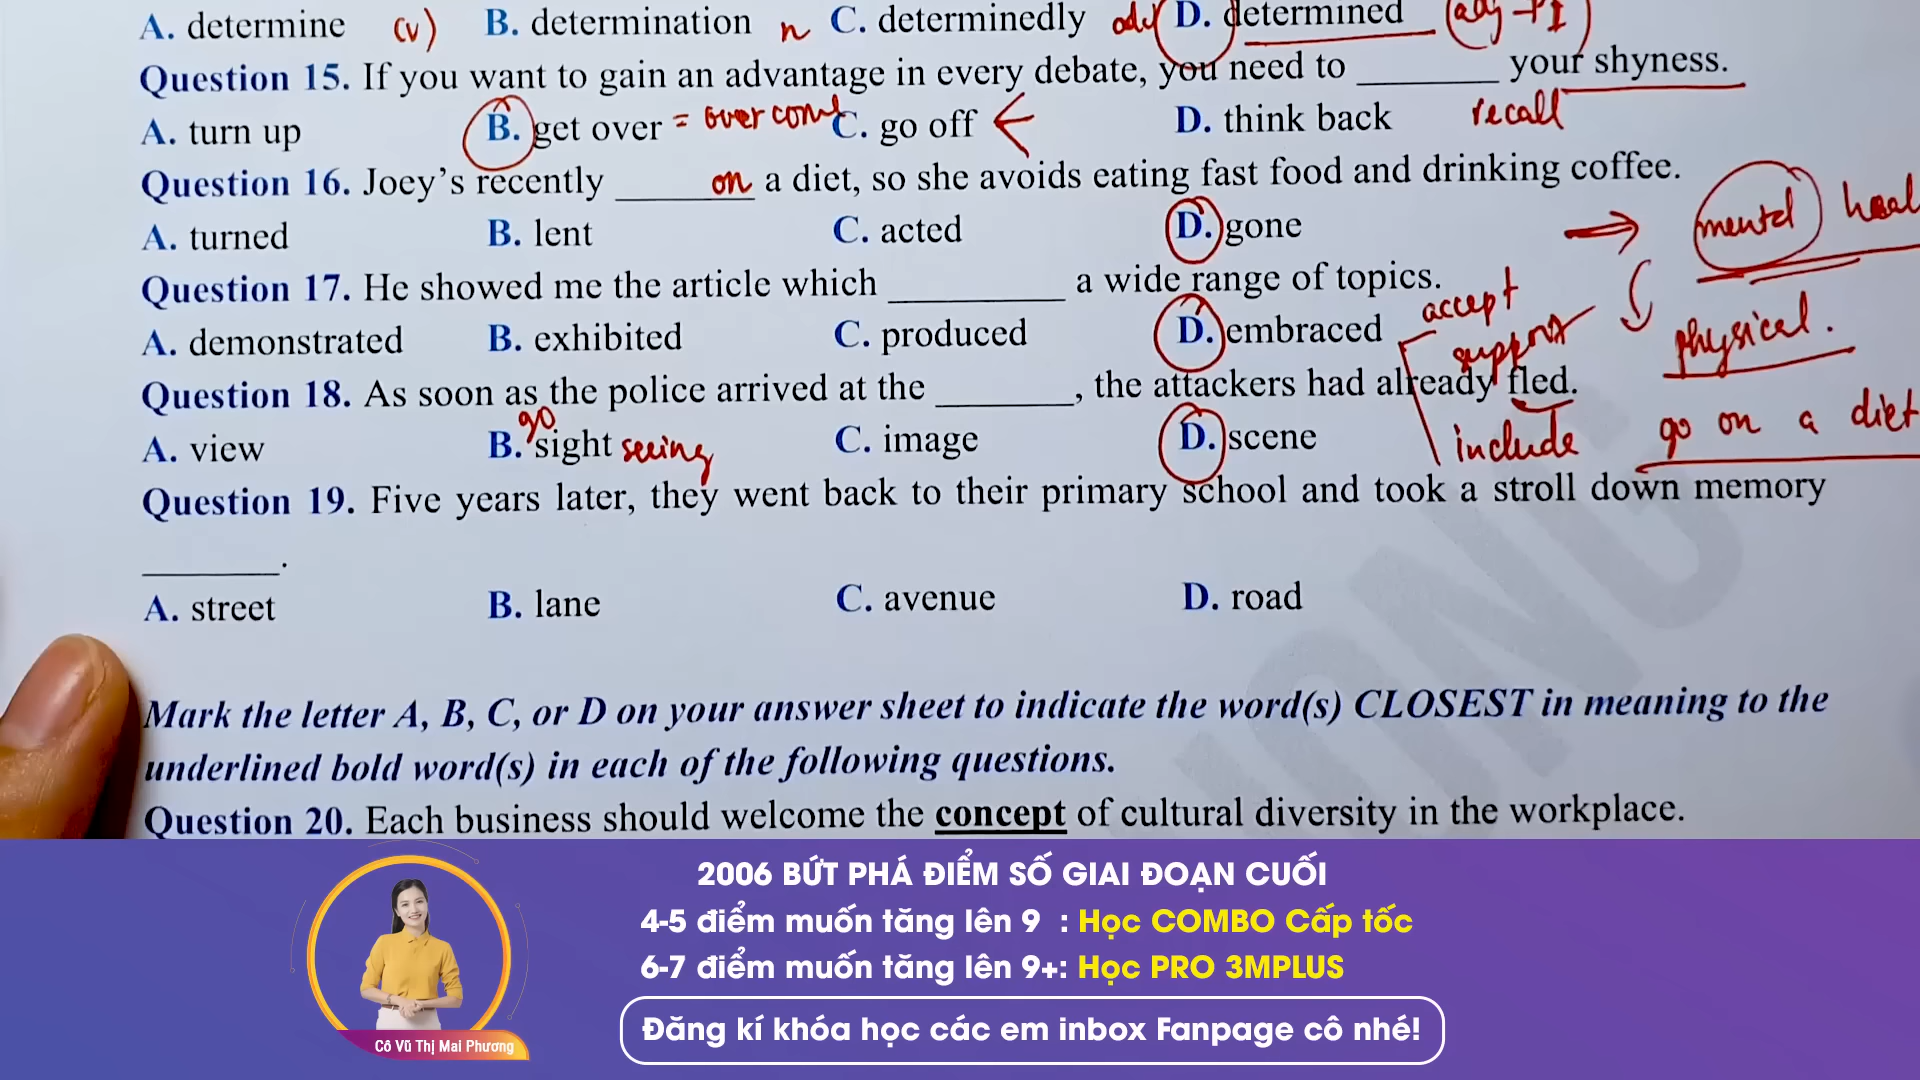 A. determine (v) B. determination n C. determinedly adv D. determined (adj - PI)
Question 15. If you want to gain an advantage in every debate, you need to ________ your shyness.
A. turn up B. get over = overcome C. go off D. think back recall
Question 16. Joey's recently ________ on a diet, so she avoids eating fast food and drinking coffee.
A. turned B. lent C. acted D. gone → mental heal
Question 17. He showed me the article which __________ a wide range of topics.
A. demonstrated B. exhibited C. produced D. embraced accept support physical.
Question 18. As soon as the police arrived at the ________, the attackers had already fled.
A. view B. go sight seeing C. image D. scene include go on a diet
Question 19. Five years later, they went back to their primary school and took a stroll down memory
________.
A. street B. lane C. avenue D. road
Mark the letter A, B, C, or D on your answer sheet to indicate the word(s) CLOSEST in meaning to the
underlined bold word(s) in each of the following questions.
Question 20. Each business should welcome the concept of cultural diversity in the workplace.
2006 BỨT PHÁ ĐIỂM SỐ GIAI ĐOẠN CUỐI
4-5 điểm muốn tăng lên 9 : Học COMBO Cấp tốc
6-7 điểm muốn tăng lên 9+: Học PRO 3MPLUS
Đăng kí khóa học các em inbox Fanpage cô nhé!
Cô Vũ Thị Mai Phương